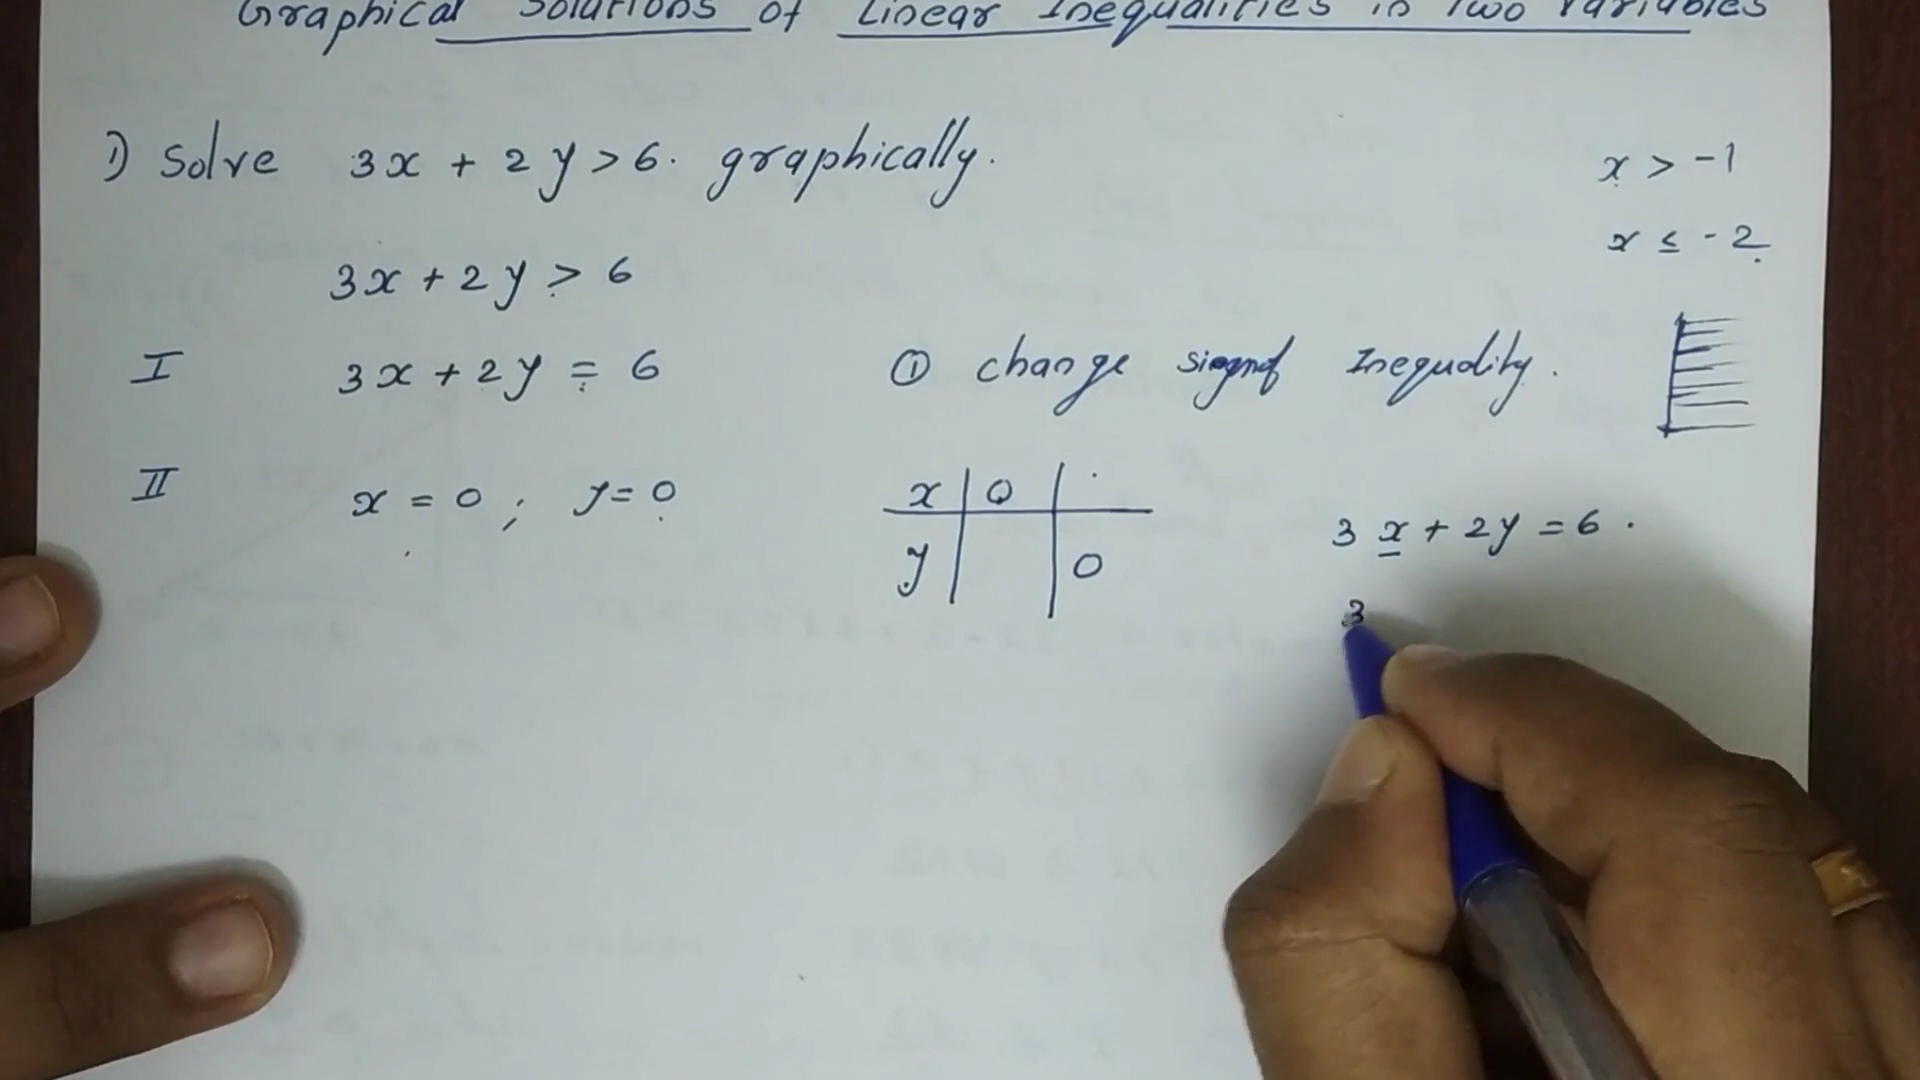 Graphical Solutions of Linear Inequalities in Two Variables
1) Solve 3x + 2y > 6. graphically.
x > -1
x ≤ -2
3x + 2y > 6
I 3x + 2y = 6 ① change sign of Inequality.
II x = 0 ; y = 0
x | 0 |
y | | 0
3x + 2y = 6.
3